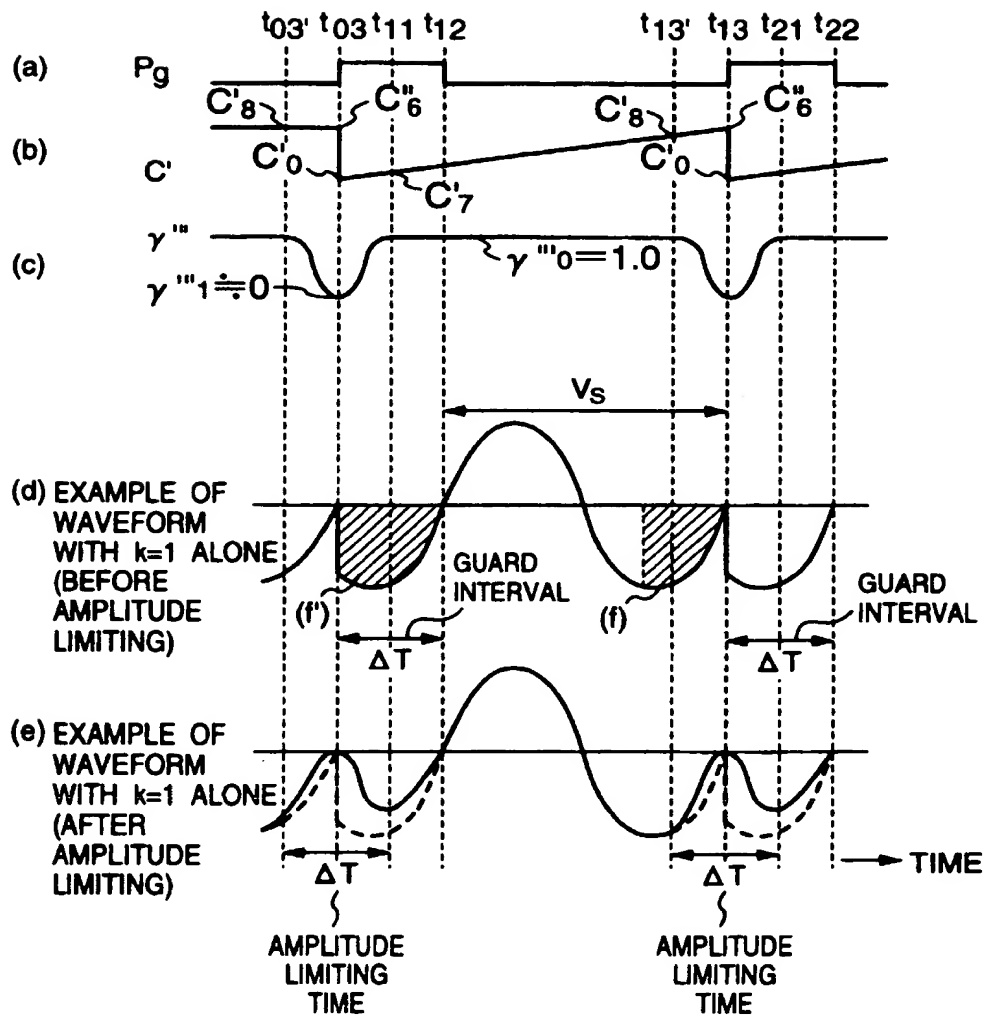 t03' t03 t11 t12 t13' t13 t21 t22
(a) Pg
C'8 C"6 C'8 C"6
(b) C' C'0 C'7 C'0
γ'''
(c) γ'''1≒0 γ'''0=1.0
VS
(d) EXAMPLE OF
WAVEFORM
WITH k=1 ALONE
(BEFORE
AMPLITUDE
LIMITING)
(f')
GUARD
INTERVAL
ΔT
(f)
GUARD
INTERVAL
ΔT
(e) EXAMPLE OF
WAVEFORM
WITH k=1 ALONE
(AFTER
AMPLITUDE
LIMITING)
ΔT
AMPLITUDE
LIMITING
TIME
ΔT
AMPLITUDE
LIMITING
TIME
TIME